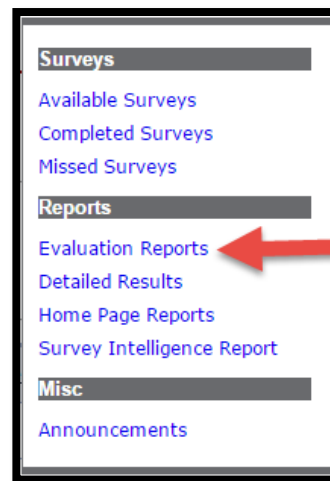 Surveys
Available Surveys
Completed Surveys
Missed Surveys
Reports
Evaluation Reports
Detailed Results
Home Page Reports
Survey Intelligence Report
Misc
Announcements